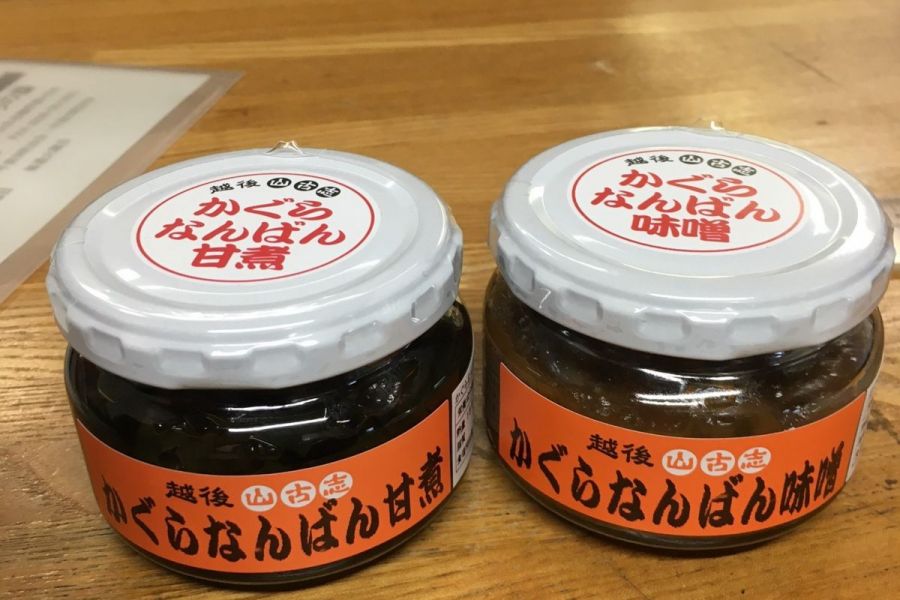 越後 山古志
かぐら
なんばん
甘煮
越後 山古志
かぐらなんばん甘煮
越後 山古志
かぐら
なんばん
味噌
越後 山古志
かぐらなんばん味噌